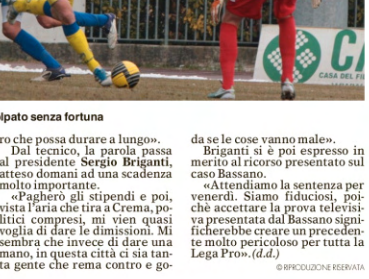 CA
CASA DEL FIL
olpato senza fortuna
ro che possa durare a lungo».
Dal tecnico, la parola passa
al presidente Sergio Briganti,
atteso domani ad una scadenza
molto importante.
«Pagherò gli stipendi e poi,
vista l'aria che tira a Crema, po-
litici compresi, mi vien quasi
voglia di dare le dimissioni. Mi
sembra che invece di dare una
mano, in questa città ci sia tan-
ta gente che rema contro e go-
da se le cose vanno male».
Briganti si è poi espresso in
merito al ricorso presentato sul
caso Bassano.
«Attendiamo la sentenza per
venerdì. Siamo fiduciosi, poi-
chè accettare la prova televisi-
va presentata dal Bassano signi-
ficherebbe creare un preceden-
te molto pericoloso per tutta la
Lega Pro».(d.d.)
© RIPRODUZIONE RISERVATA